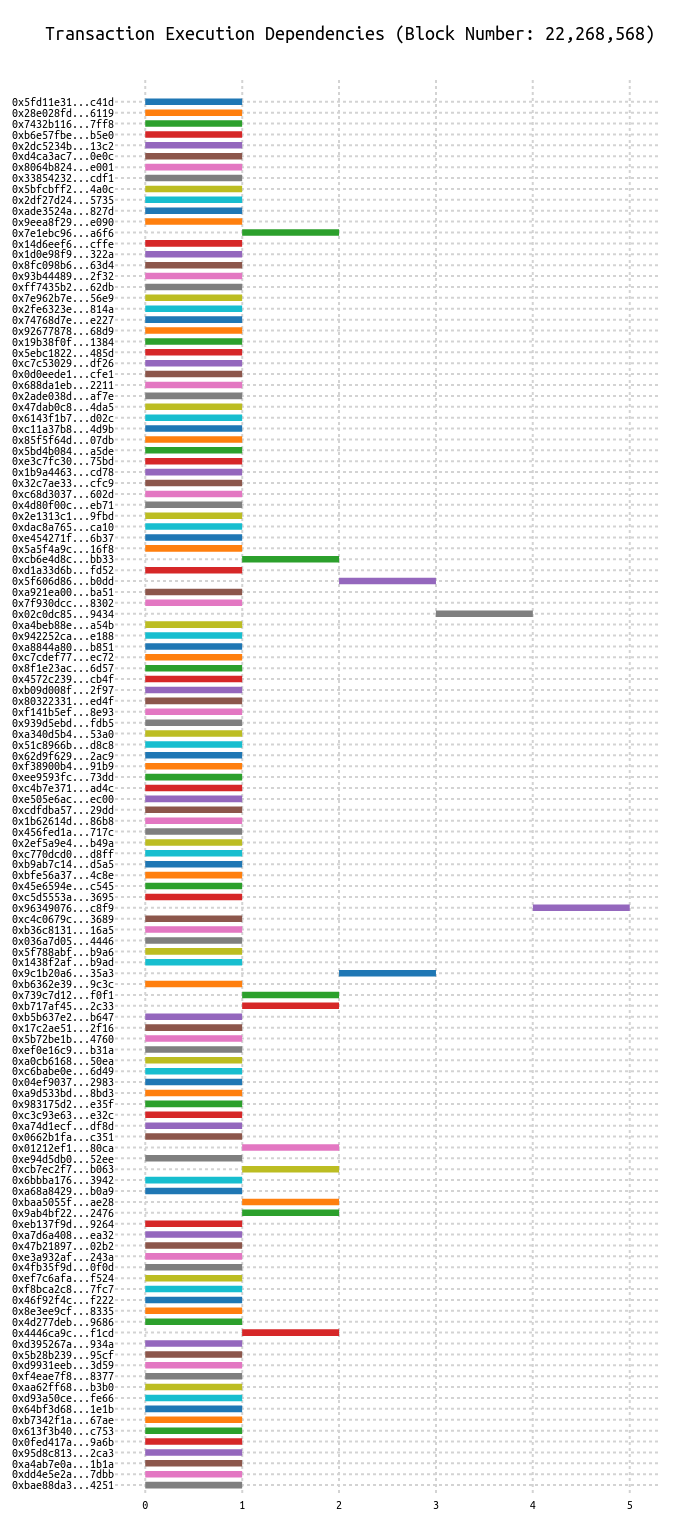 Transaction Execution Dependencies (Block Number: 22,268,568)
0x5fd11e31...c41d
0x28e028fd...6119
0x7432b116...7ff8
0xb6e57fbe...b5e0
0x2dc5234b...13c2
0xd4ca3ac7...0e0c
0x8064b824...e001
0x33854232...cdf1
0x5bfcbff2...4a0c
0x2df27d24...5735
0xade3524a...827d
0x9eea8f29...e090
0x7e1ebc96...a6f6
0x14d6eef6...cffe
0x1d0e98f9...322a
0x8fc098b6...63d4
0x93b44489...2f32
0xff7435b2...62db
0x7e962b7e...56e9
0x2fe6323e...814a
0x74768d7e...e227
0x92677878...68d9
0x19b38f0f...1384
0x5ebc1822...485d
0xc7c53029...df26
0x0d0eede1...cfe1
0x688da1eb...2211
0x2ade038d...af7e
0x47dab0c8...4da5
0x6143f1b7...d02c
0xc11a37b8...4d9b
0x85f5f64d...07db
0x5bd4b084...a5de
0xe3c7fc30...75bd
0x1b9a4463...cd78
0x32c7ae33...cfc9
0xc68d3037...602d
0x4d80f00c...eb71
0x2e1313c1...9fbd
0xdac8a765...ca10
0xe454271f...6b37
0x5a5f4a9c...16f8
0xcb6e4d8c...bb33
0xd1a33d6b...fd52
0x5f606d86...b0dd
0xa921ea00...ba51
0x7f930dcc...8302
0x02c0dc85...9434
0xa4beb88e...a54b
0x942252ca...e188
0xa8844a80...b851
0xc7cdef77...ec72
0x8f1e23ac...6d57
0x4572c239...cb4f
0xb09d008f...2f97
0x80322331...ed4f
0xf141b5ef...8e93
0x939d5ebd...fdb5
0xa340d5b4...53a0
0x51c8966b...d8c8
0x62d9f629...2ac9
0xf38900b4...91b9
0xee9593fc...73dd
0xc4b7e371...ad4c
0xe505e6ac...ec00
0xcdfdba57...29dd
0x1b62614d...86b8
0x456fed1a...717c
0x2ef5a9e4...b49a
0xc770dcd0...d8ff
0xb9ab7c14...d5a5
0xbfe56a37...4c8e
0x45e6594e...c545
0xc5d5553a...3695
0x96349076...c8f9
0xc4c0679c...3689
0xb36c8131...16a5
0x036a7d05...4446
0x5f788abf...b9a6
0x1438f2af...b9ad
0x9c1b20a6...35a3
0xb6362e39...9c3c
0x739c7d12...f0f1
0xb717af45...2c33
0xb5b637e2...b647
0x17c2ae51...2f16
0x5b72be1b...4760
0xef0e16c9...b31a
0xa0cb6168...50ea
0xc6babe0e...6d49
0x04ef9037...2983
0xa9d533bd...8bd3
0x983175d2...e35f
0xc3c93e63...e32c
0xa74d1ecf...df8d
0x0662b1fa...c351
0x01212ef1...80ca
0xe94d5db0...52ee
0xcb7ec2f7...b063
0x6bbba176...3942
0xa68a8429...b0a9
0xbaa5055f...ae28
0x9ab4bf22...2476
0xeb137f9d...9264
0xa7d6a408...ea32
0x47b21897...02b2
0xe3a932af...243a
0x4fb35f9d...0f0d
0xef7c6afa...f524
0xf8bca2c8...7fc7
0x46f92f4c...f222
0x8e3ee9cf...8335
0x4d277deb...9686
0x4446ca9c...f1cd
0xd395267a...934a
0x5b28b239...95cf
0xd9931eeb...3d59
0xf4eae7f8...8377
0xaa62ff68...b3b0
0xd93a50ce...fe66
0x64bf3d68...1e1b
0xb7342f1a...67ae
0x613f3b40...c753
0x0fed417a...9a6b
0x95d8c813...2ca3
0xa4ab7e0a...1b1a
0xdd4e5e2a...7dbb
0xbae88da3...4251
0 1 2 3 4 5